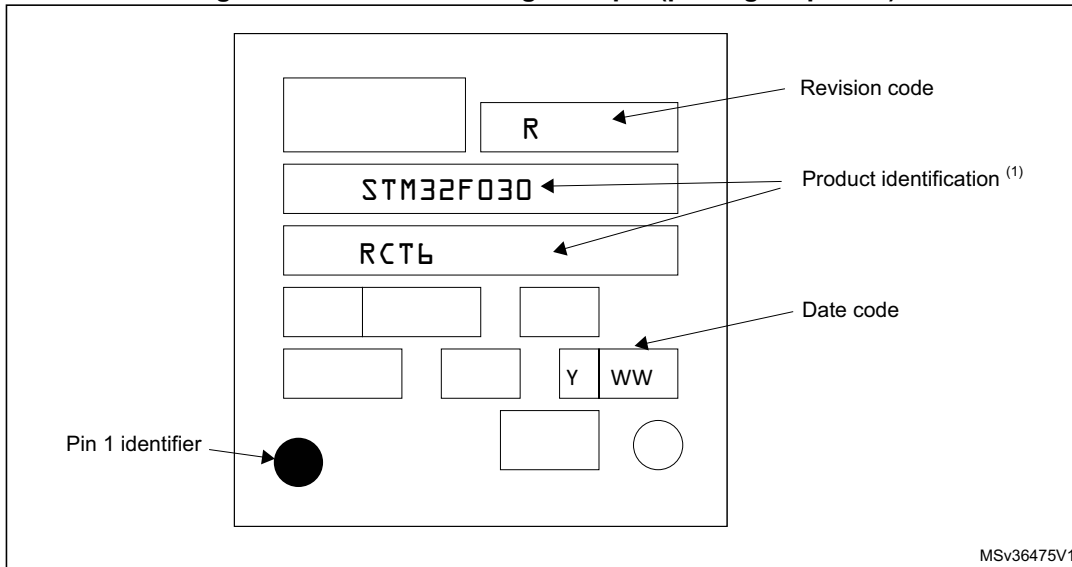 Revision code
R
STM32F030
Product identification (1)
RCT6
Date code
Y WW
Pin 1 identifier
MSv36475V1